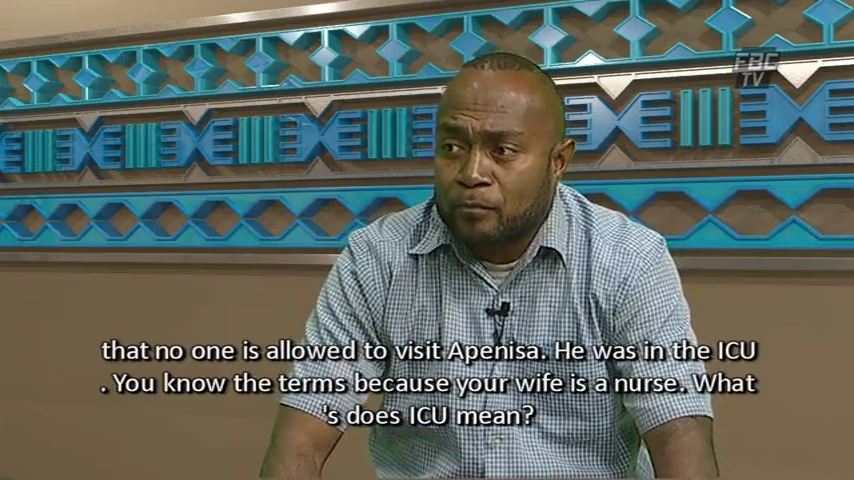 FBC
TV
that no one is allowed to visit Apenisa. He was in the ICU
. You know the terms because your wife is a nurse. What
's does ICU mean?